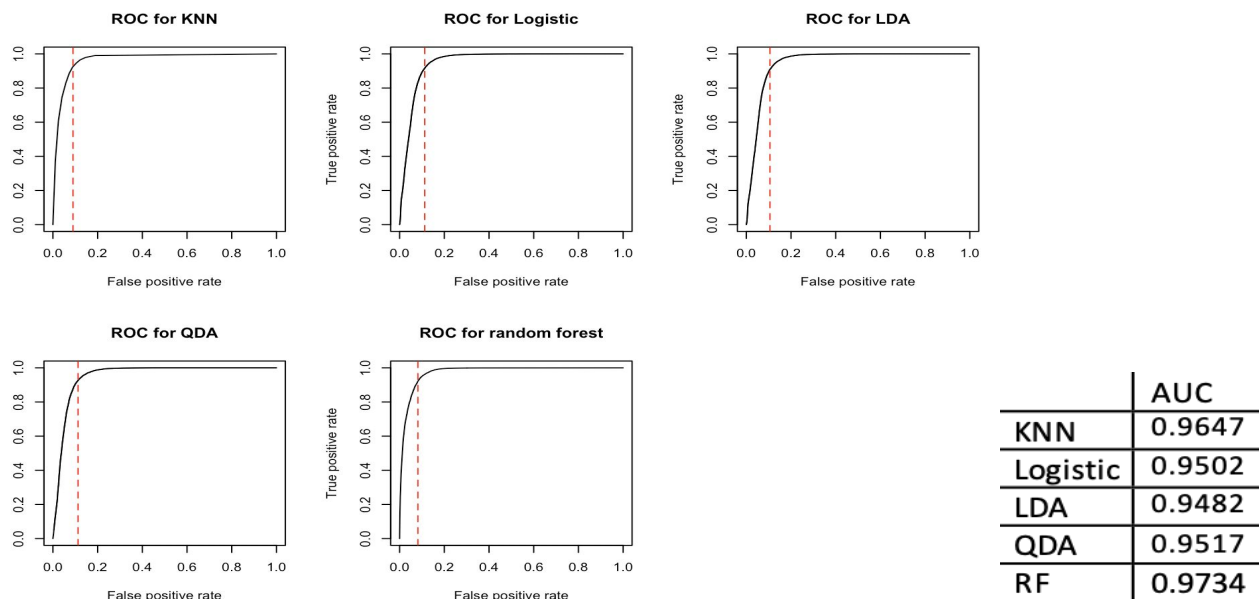 ROC for KNN
1.0
0.8
0.6
0.4
0.2
0.0
0.0 0.2 0.4 0.6 0.8 1.0
False positive rate
ROC for Logistic
True positive rate
1.0
0.8
0.6
0.4
0.2
0.0
0.0 0.2 0.4 0.6 0.8 1.0
False positive rate
ROC for LDA
True positive rate
1.0
0.8
0.6
0.4
0.2
0.0
0.0 0.2 0.4 0.6 0.8 1.0
False positive rate
ROC for QDA
1.0
0.8
0.6
0.4
0.2
0.0
0.0 0.2 0.4 0.6 0.8 1.0
False positive rate
ROC for random forest
True positive rate
1.0
0.8
0.6
0.4
0.2
0.0
0.0 0.2 0.4 0.6 0.8 1.0
False positive rate
AUC
KNN 0.9647
Logistic 0.9502
LDA 0.9482
QDA 0.9517
RF 0.9734